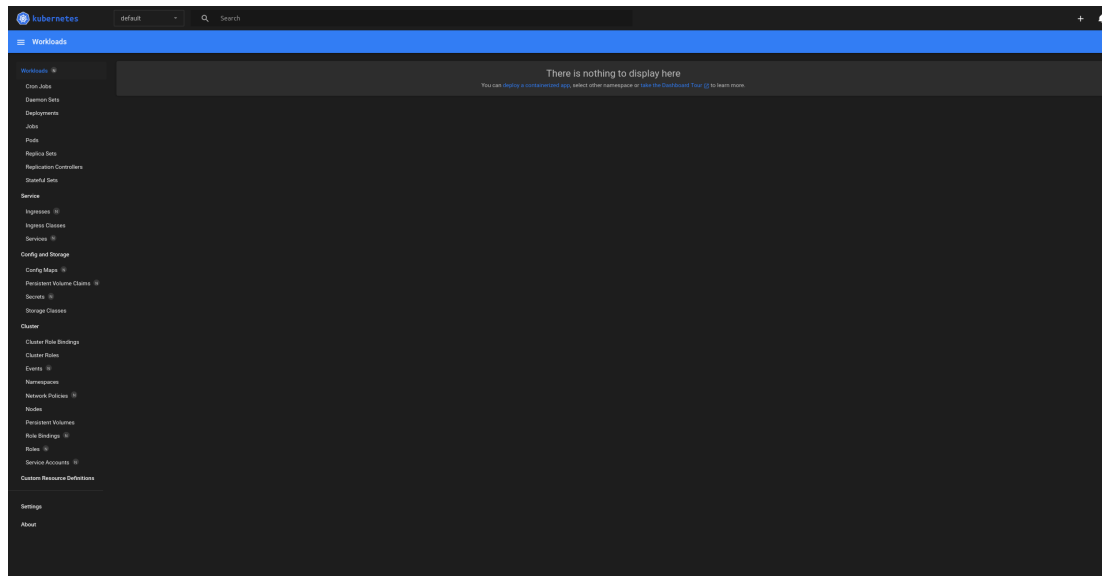 kubernetes
default
Search
Workloads
Workloads N
Cron Jobs
Daemon Sets
Deployments
Jobs
Pods
Replica Sets
Replication Controllers
Stateful Sets
Service
Ingresses N
Ingress Classes
Services N
Config and Storage
Config Maps N
Persistent Volume Claims N
Secrets N
Storage Classes
Cluster
Cluster Role Bindings
Cluster Roles
Events N
Namespaces
Network Policies N
Nodes
Persistent Volumes
Role Bindings N
Roles N
Service Accounts N
Custom Resource Definitions
Settings
About
There is nothing to display here
You can deploy a containerized app, select other namespace or take the Dashboard Tour to learn more.